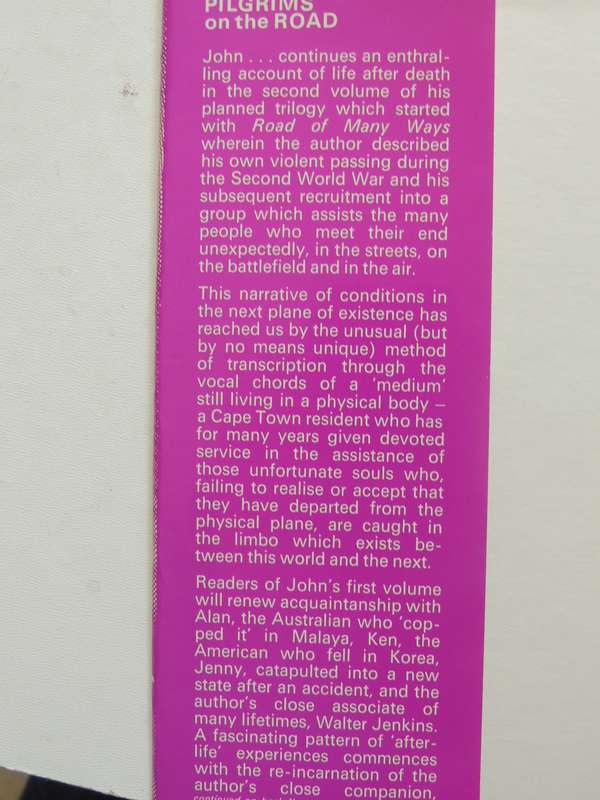 PILGRIMS
on the ROAD
John . . . continues an enthral-
ling account of life after death
in the second volume of his
planned trilogy which started
with Road of Many Ways
wherein the author described
his own violent passing during
the Second World War and his
subsequent recruitment into a
group which assists the many
people who meet their end
unexpectedly, in the streets, on
the battlefield and in the air.
This narrative of conditions in
the next plane of existence has
reached us by the unusual (but
by no means unique) method
of transcription through the
vocal chords of a ‘medium’
still living in a physical body –
a Cape Town resident who has
for many years given devoted
service in the assistance of
those unfortunate souls who,
failing to realise or accept that
they have departed from the
physical plane, are caught in
the limbo which exists be-
tween this world and the next.
Readers of John’s first volume
will renew acquaintanship with
Alan, the Australian who ‘cop-
ped it’ in Malaya, Ken, the
American who fell in Korea,
Jenny, catapulted into a new
state after an accident, and the
author’s close associate of
many lifetimes, Walter Jenkins.
A fascinating pattern of ‘after-
life’ experiences commences
with the re-incarnation of the
author’s close companion,